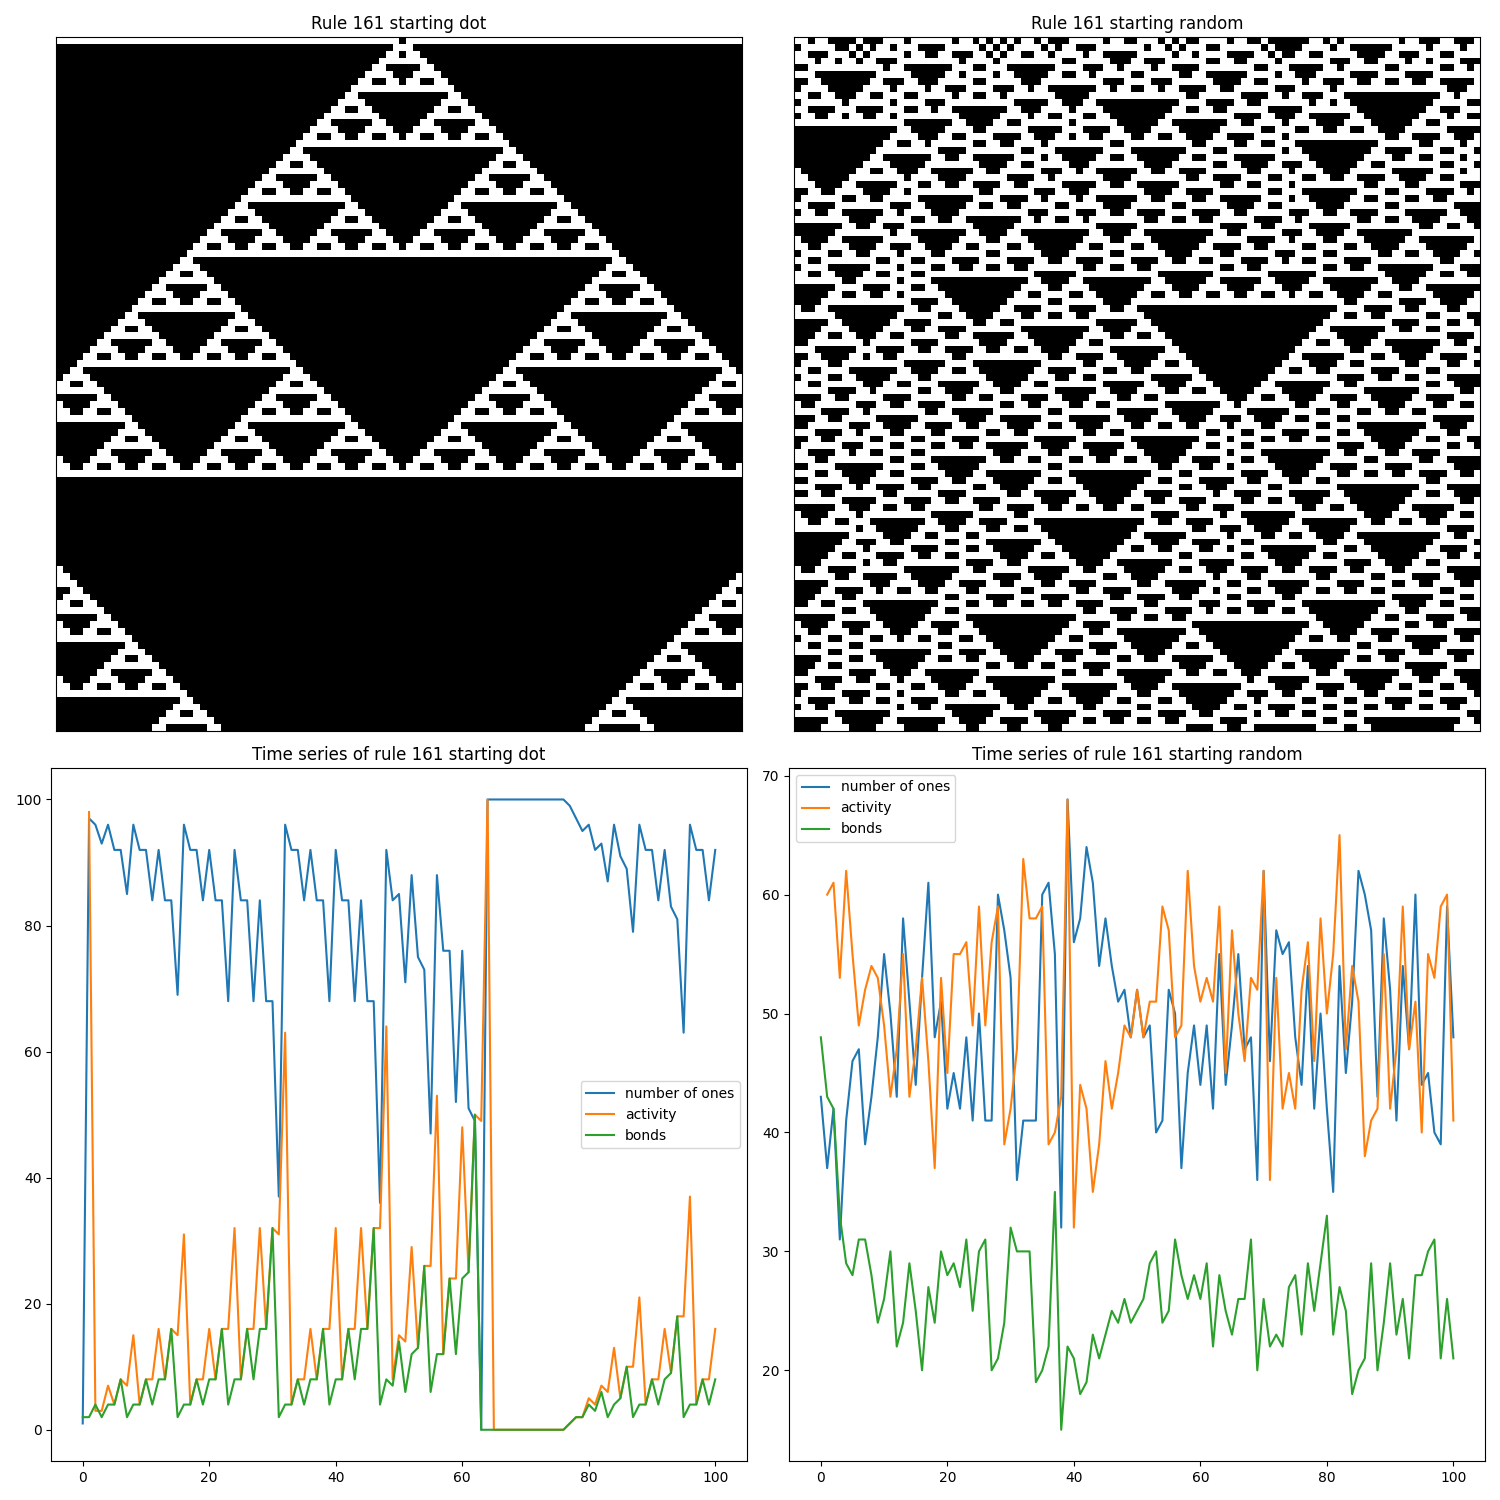 Rule 161 starting dot
Rule 161 starting random
Time series of rule 161 starting dot
100
80
60
40
20
0
number of ones
activity
bonds
0 20 40 60 80 100
Time series of rule 161 starting random
70
60
50
40
30
20
number of ones
activity
bonds
0 20 40 60 80 100